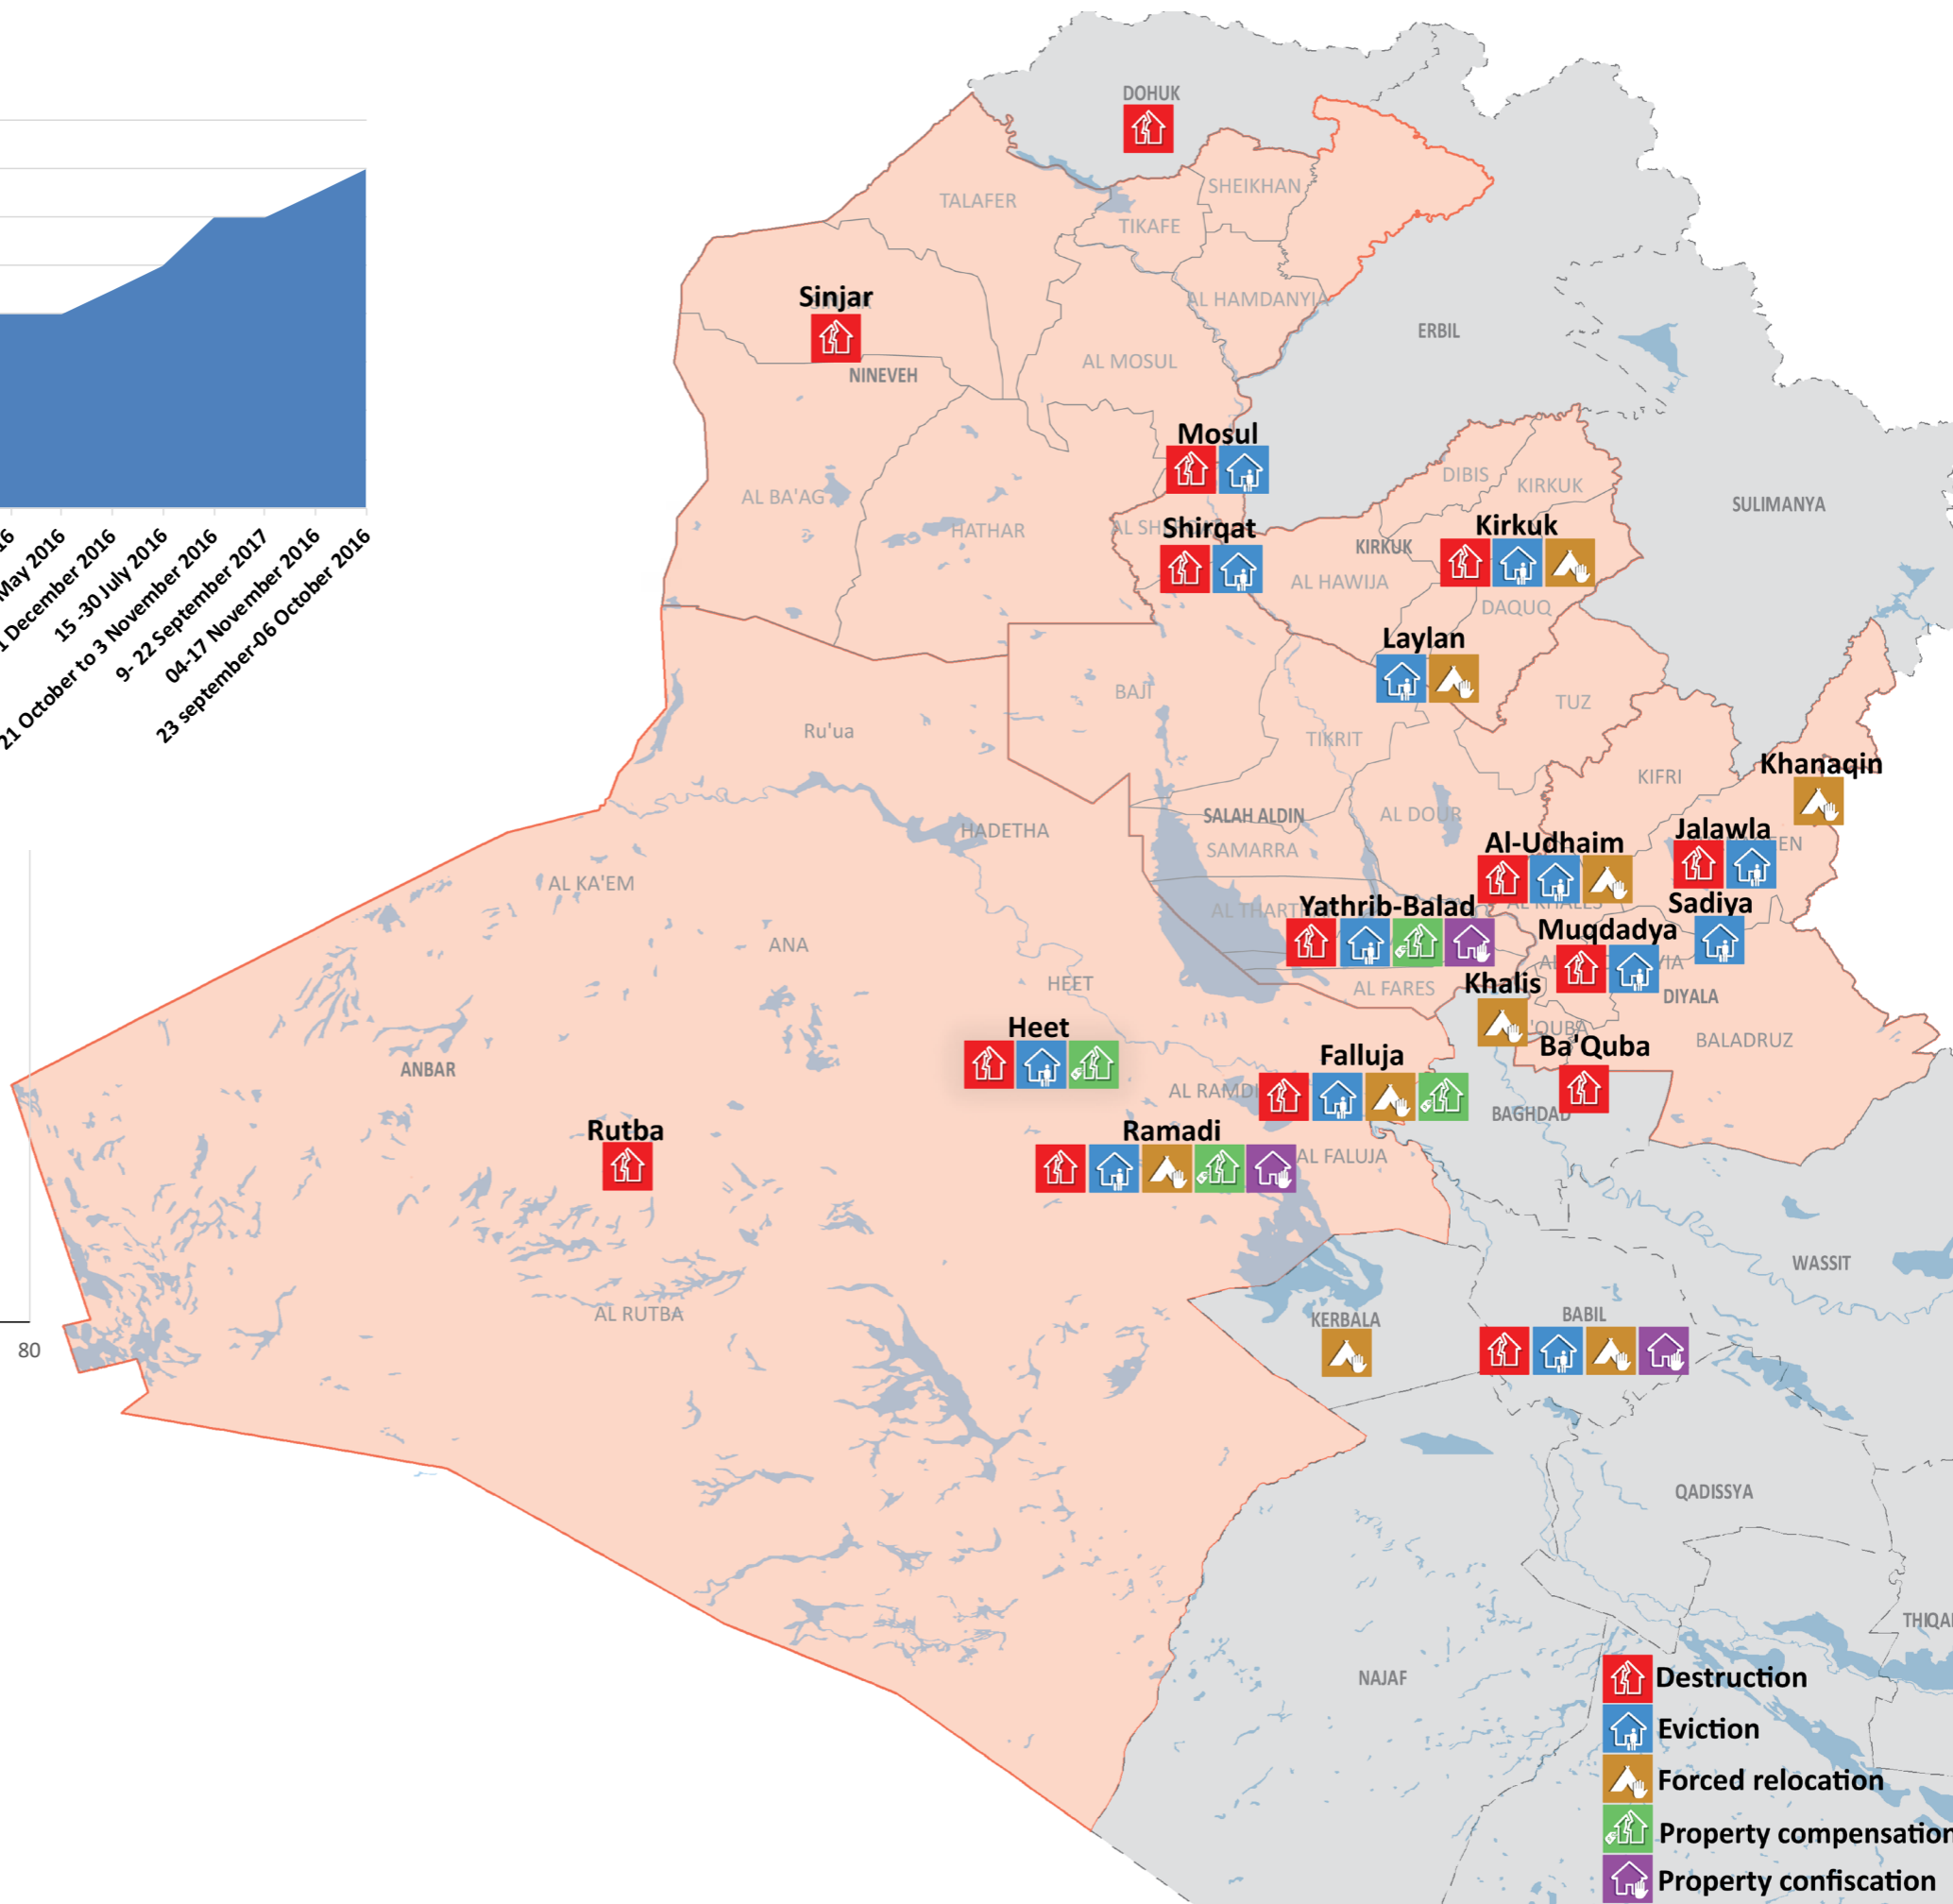 May 2016
15 -30 July 2016
21 October to 3 November 2016
9- 22 September 2017
04-17 November 2016
23 september-06 October 2016
80
DOHUK
SHEIKHAN
TALAFER
TIKAFE
Sinjar
AL HAMDANYIA
ERBIL
NINEVEH
AL MOSUL
Mosul
DIBIS
KIRKUK
AL BA'AG
SULIMANYA
HATHAR
Shirqat
Kirkuk
KIRKUK
AL HAWIJA
DAQUQ
Laylan
BAJI
TUZ
Ru'ua
TIKRIT
Khanaqin
KIFRI
SALAH ALDIN
AL DOUR
HADETHA
Jalawla
Al-Udhaim
SAMARRA
AL KA'EM
AL KHALES
Sadiya
Yathrib-Balad
Muqdadya
ANA
HEET
AL FARES
Khalis
DIYALA
Heet
BALADRUZ
Ba'Quba
Falluja
ANBAR
AL RAMDI
BAGHDAD
Rutba
Ramadi
AL FALUJA
WASSIT
AL RUTBA
KERBALA
BABIL
QADISSYA
NAJAF
Destruction
Eviction
Forced relocation
Property compensation
Property confiscation